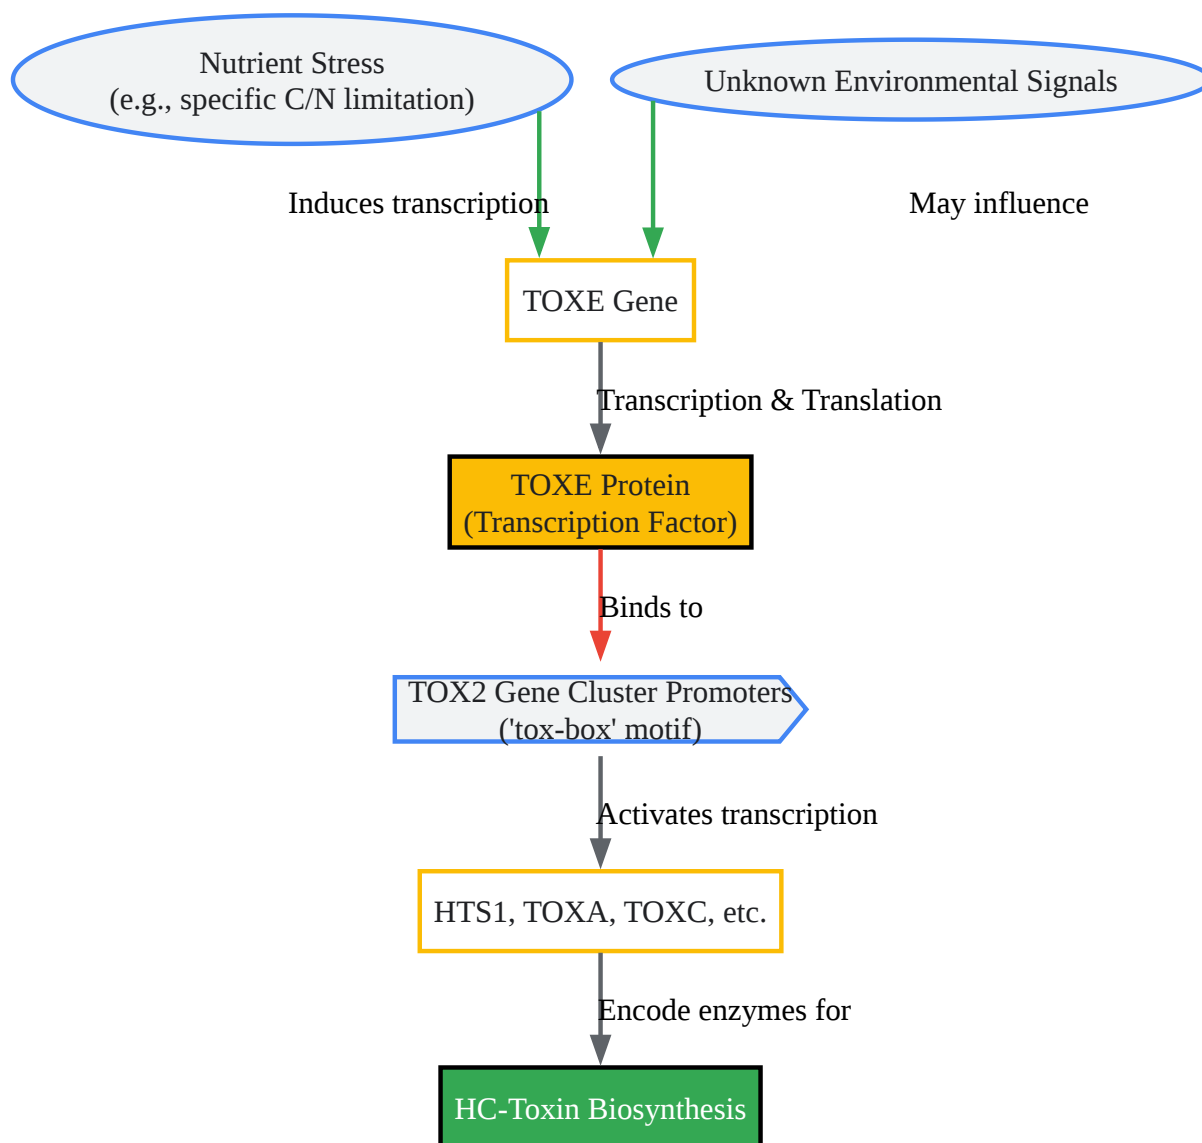 Nutrient Stress
(e.g., specific C/N limitation)
Unknown Environmental Signals
Induces transcription
May influence
TOXE Gene
Transcription & Translation
TOXE Protein
(Transcription Factor)
Binds to
TOX2 Gene Cluster Promoters
('tox-box' motif)
Activates transcription
HTS1, TOXA, TOXC, etc.
Encode enzymes for
HC-Toxin Biosynthesis